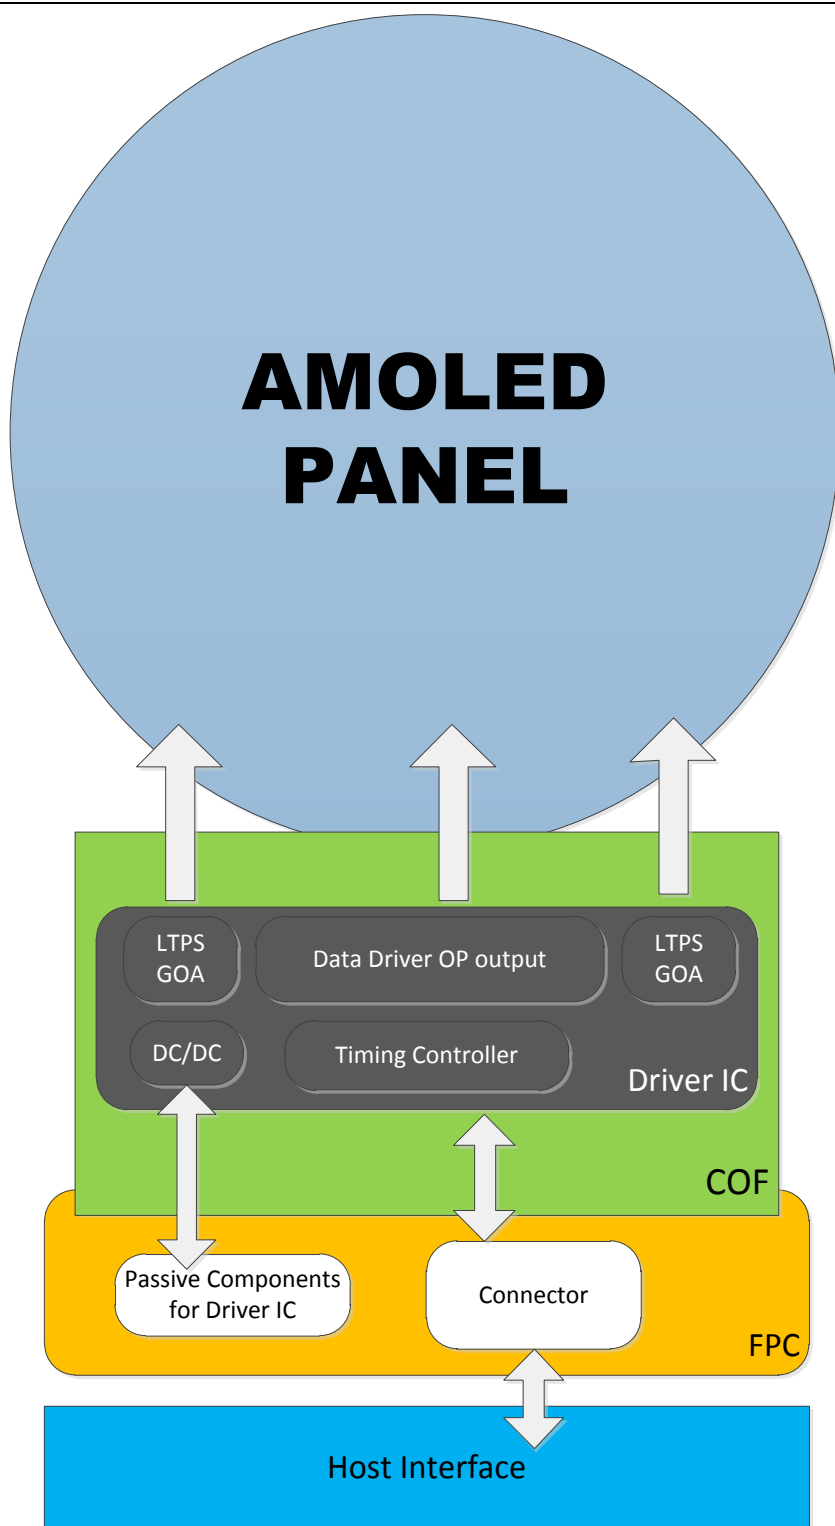 AMOLED
PANEL
LTPS
GOA
Data Driver OP output
LTPS
GOA
DC/DC
Timing Controller
Driver IC
COF
Passive Components
for Driver IC
Connector
FPC
Host Interface